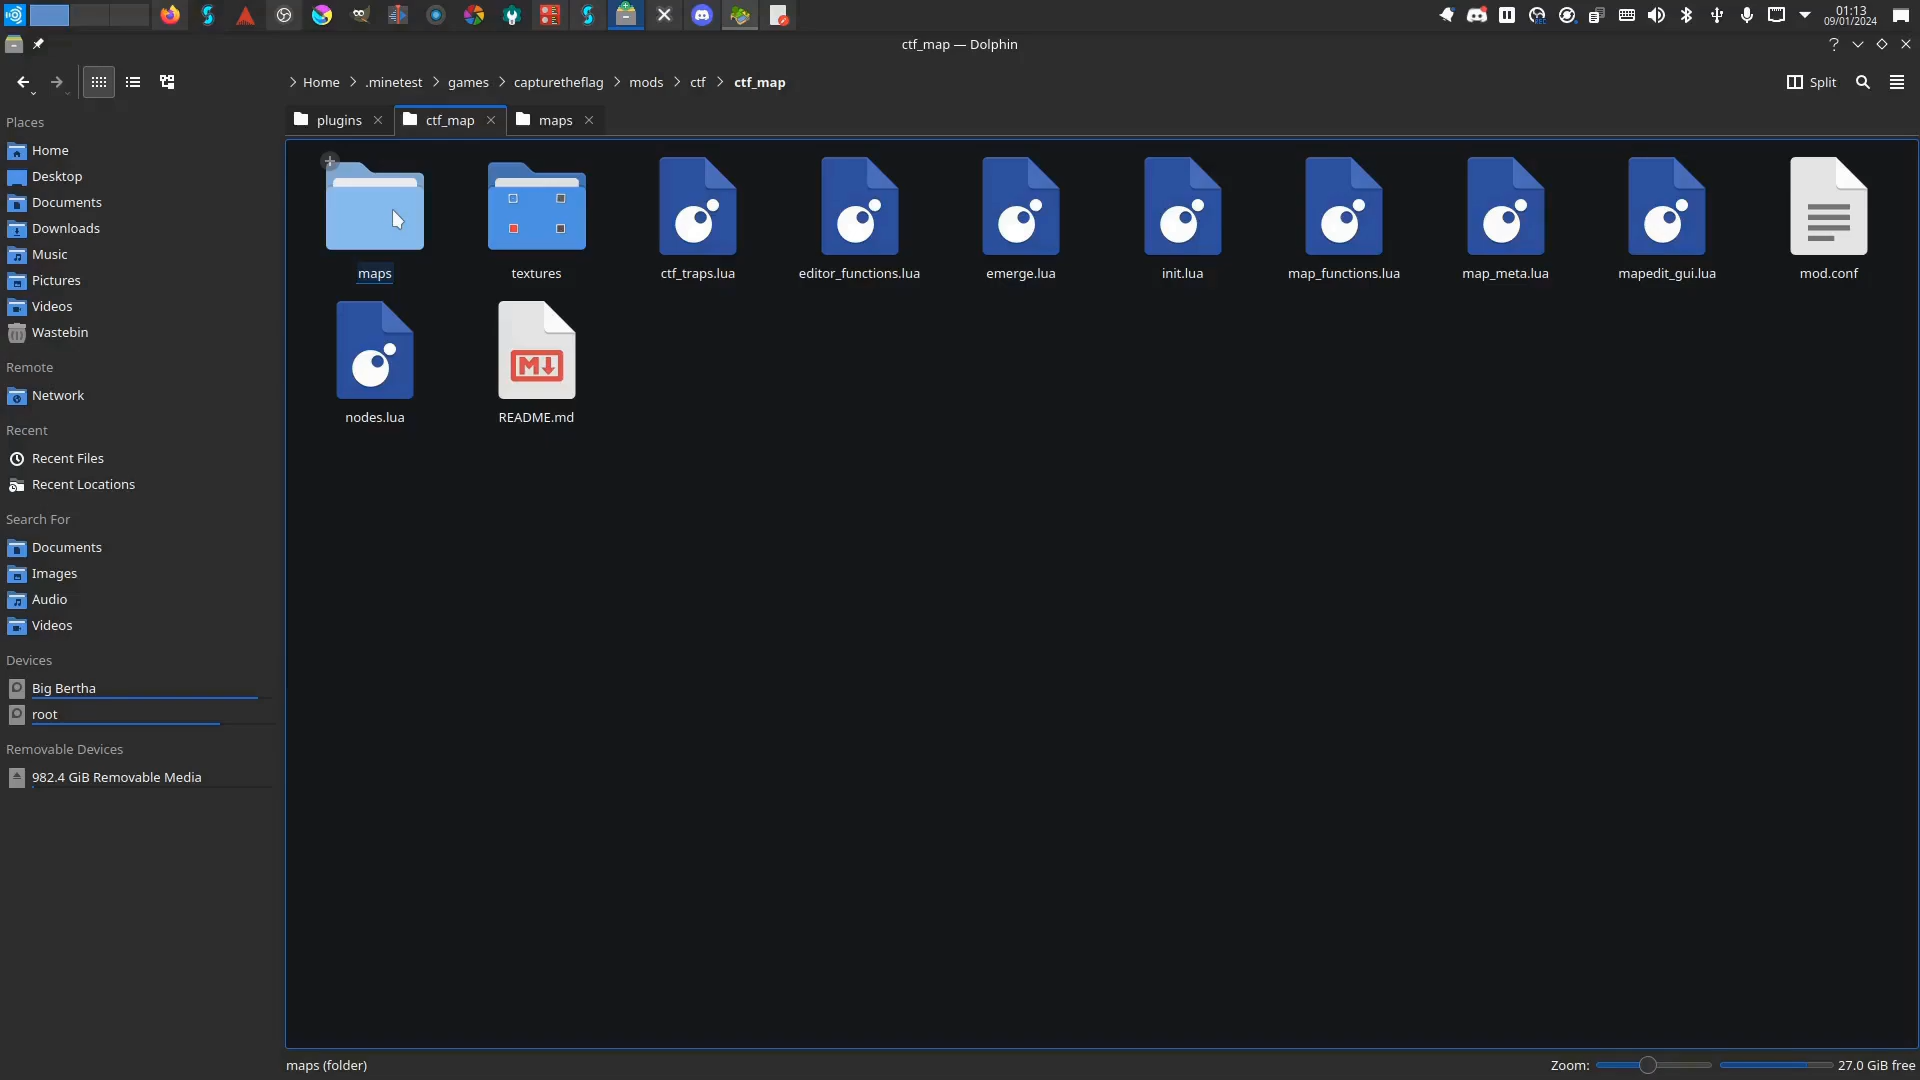 01:13
09/01/2024
ctf_map — Dolphin
Home
.minetest
games
capturetheflag
mods
ctf
ctf_map
Split
plugins
ctf_map
maps
Places
Home
Desktop
Documents
Downloads
Music
Pictures
Videos
Wastebin
Remote
Network
Recent
Recent Files
Recent Locations
Search For
Documents
Images
Audio
Videos
Devices
Big Bertha
root
Removable Devices
982.4 GiB Removable Media
maps
textures
ctf_traps.lua
editor_functions.lua
emerge.lua
init.lua
map_functions.lua
map_meta.lua
mapedit_gui.lua
mod.conf
nodes.lua
README.md
maps (folder)
Zoom:
27.0 GiB free